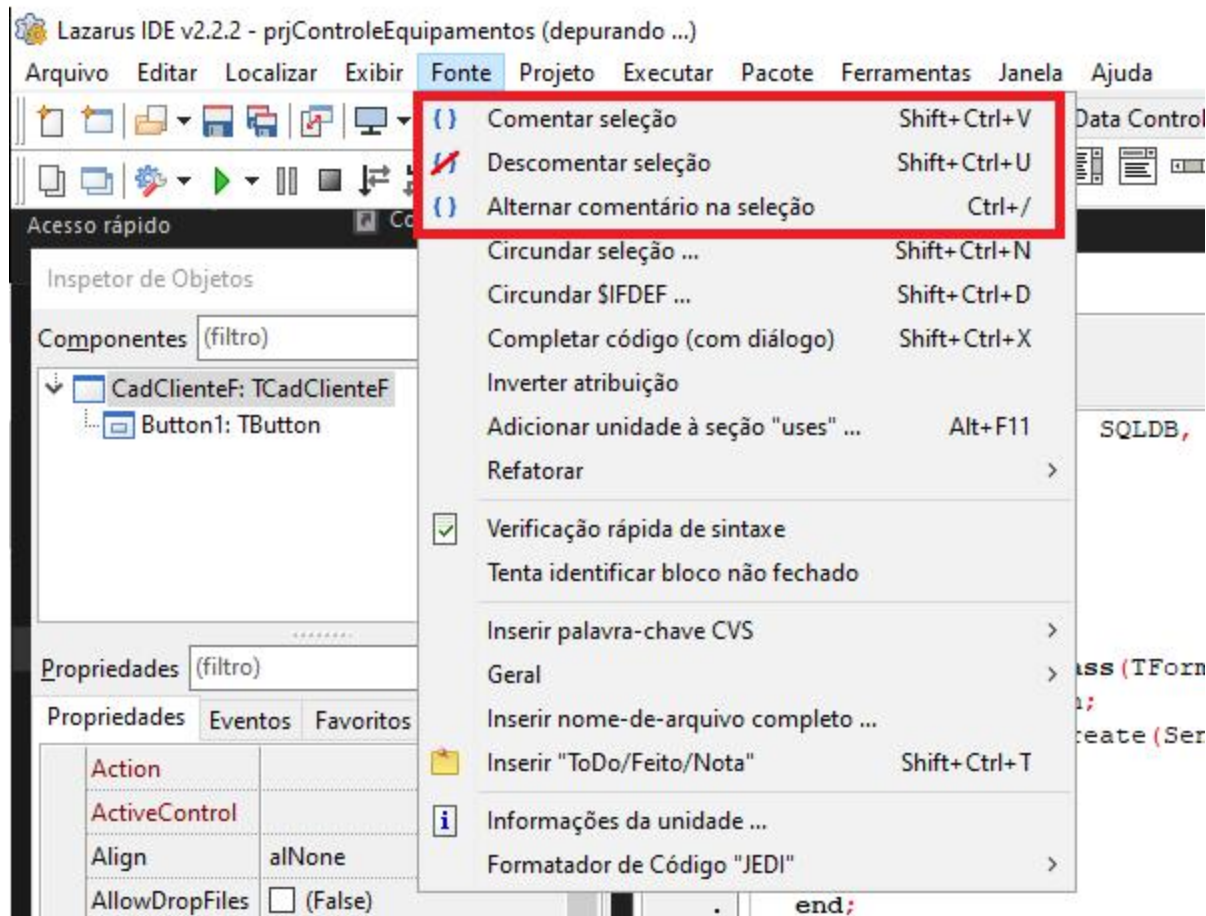 Lazarus IDE v2.2.2 - prjControleEquipamentos (depurando ...)
Arquivo Editar Localizar Exibir Fonte Projeto Executar Pacote Ferramentas Janela Ajuda
Data Control
Acesso rápido
Inspetor de Objetos
Componentes (filtro)
CadClienteF: TCadClienteF
Button1: TButton
Propriedades (filtro)
Propriedades Eventos Favoritos
Action
ActiveControl
Align alNone
AllowDropFiles (False)
Comentar seleção Shift+Ctrl+V
Descomentar seleção Shift+Ctrl+U
Alternar comentário na seleção Ctrl+/
Circundar seleção ... Shift+Ctrl+N
Circundar $IFDEF ... Shift+Ctrl+D
Completar código (com diálogo) Shift+Ctrl+X
Inverter atribuição
Adicionar unidade à seção "uses" ... Alt+F11
Refatorar
Verificação rápida de sintaxe
Tenta identificar bloco não fechado
Inserir palavra-chave CVS
Geral
Inserir nome-de-arquivo completo ...
Inserir "ToDo/Feito/Nota" Shift+Ctrl+T
Informações da unidade ...
Formatador de Código "JEDI"
SQLDB,
ass(TForm
;
reate(Sen
end;